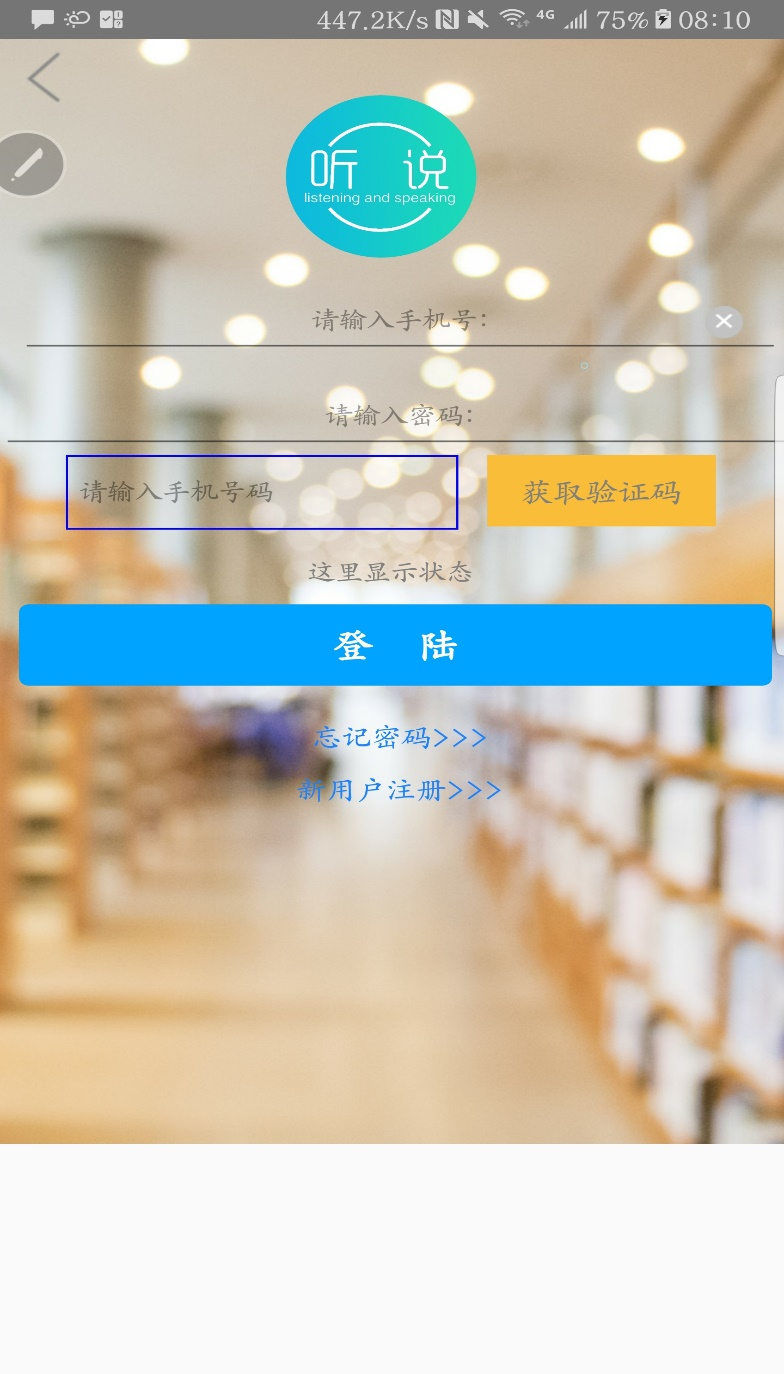 447.2K/s 4G 75% 08:10
听 说
listening and speaking
请输入手机号:
请输入密码:
请输入手机号码 获取验证码
这里显示状态
登 陆
忘记密码>>>
新用户注册>>>